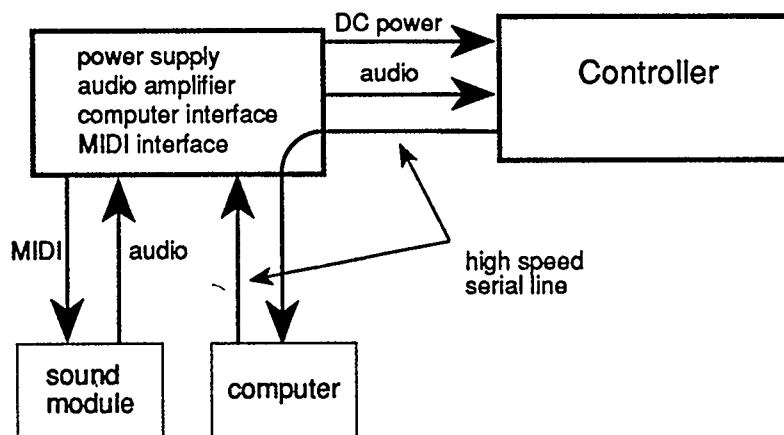 DC power
power supply
audio amplifier
computer interface
MIDI interface
audio
Controller
MIDI
audio
high speed
serial line
sound
module
computer